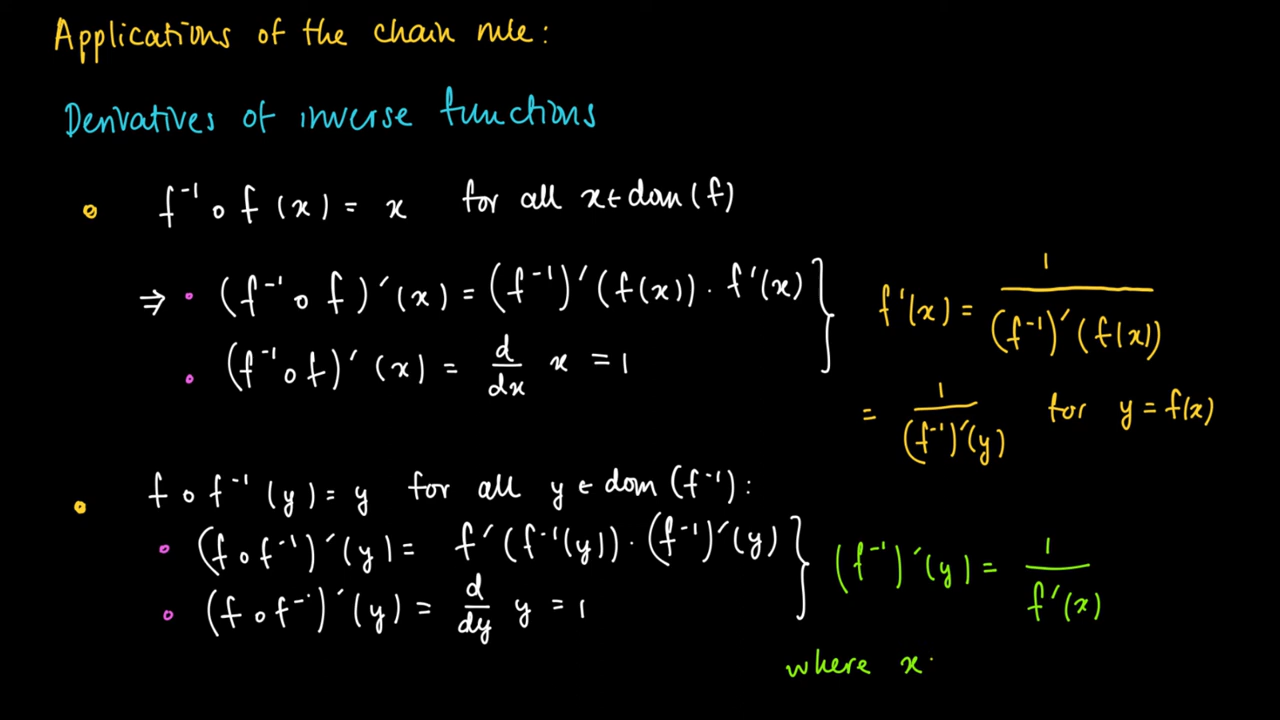 Applications of the chain rule:
Derivatives of inverse functions
f⁻¹ ∘ f (x) = x for all x ∈ dom(f)
⇒ • (f⁻¹ ∘ f)′(x) = (f⁻¹)′(f(x)) · f′(x) }
• (f⁻¹ ∘ f)′(x) = d/dx x = 1
f′(x) = 1/((f⁻¹)′(f(x)))
= 1/((f⁻¹)′(y)) for y = f(x)
f ∘ f⁻¹(y) = y for all y ∈ dom(f⁻¹):
• (f ∘ f⁻¹)′(y) = f′(f⁻¹(y)) · (f⁻¹)′(y) }
• (f ∘ f⁻)′(y) = d/dy y = 1
(f⁻¹)′(y) = 1/(f′(x))
where x